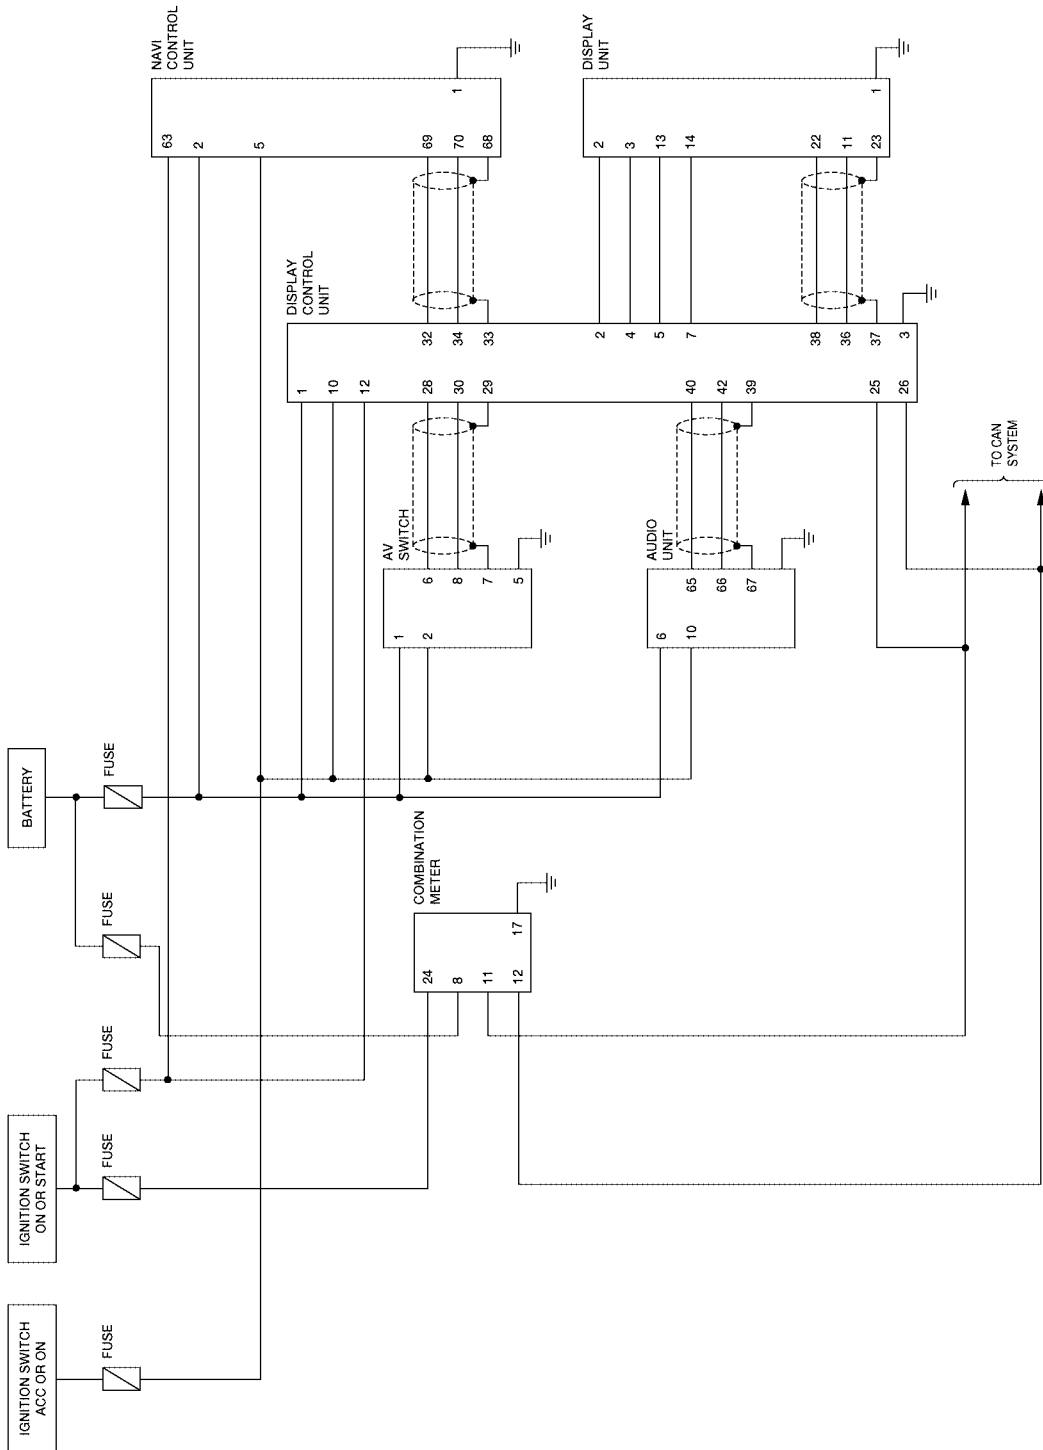 IGNITION SWITCH
ACC OR ON
IGNITION SWITCH
ON OR START
BATTERY
FUSE
FUSE
FUSE
FUSE
FUSE
NAVI
CONTROL
UNIT
63
2
5
69
70
68
1
DISPLAY
CONTROL
UNIT
1
10
12
28
30
29
40
42
39
25
26
32
34
33
2
4
5
7
38
36
37
3
DISPLAY
UNIT
2
3
13
14
22
11
23
1
AV
SWITCH
1
2
6
8
7
5
AUDIO
UNIT
6
10
65
66
67
COMBINATION
METER
24
8
11
12
17
TO CAN
SYSTEM